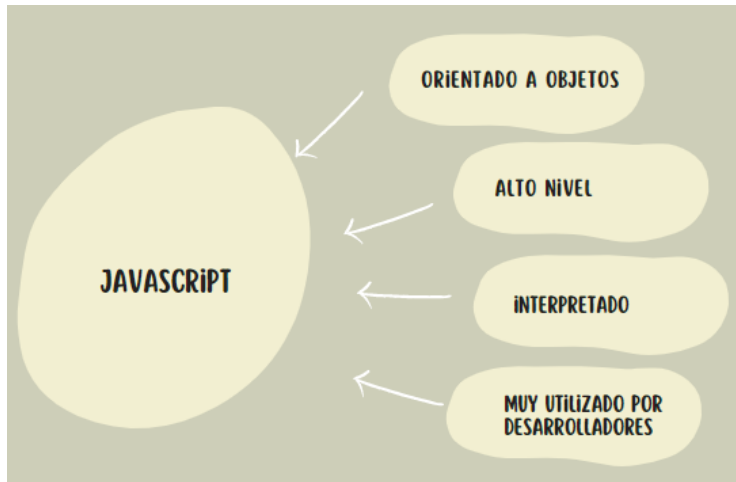 ORIENTADO A OBJETOS
ALTO NIVEL
JAVASCRIPT
INTERPRETADO
MUY UTILIZADO POR
DESARROLLADORES